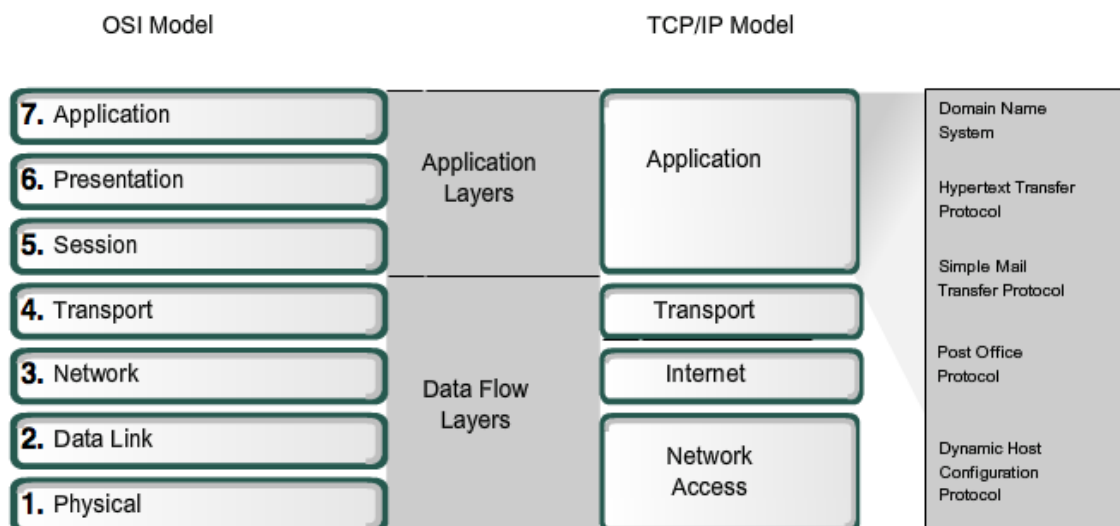 OSI Model
TCP/IP Model
7. Application
6. Presentation
5. Session
4. Transport
3. Network
2. Data Link
1. Physical
Application
Layers
Data Flow
Layers
Application
Transport
Internet
Network
Access
Domain Name
System
Hypertext Transfer
Protocol
Simple Mail
Transfer Protocol
Post Office
Protocol
Dynamic Host
Configuration
Protocol